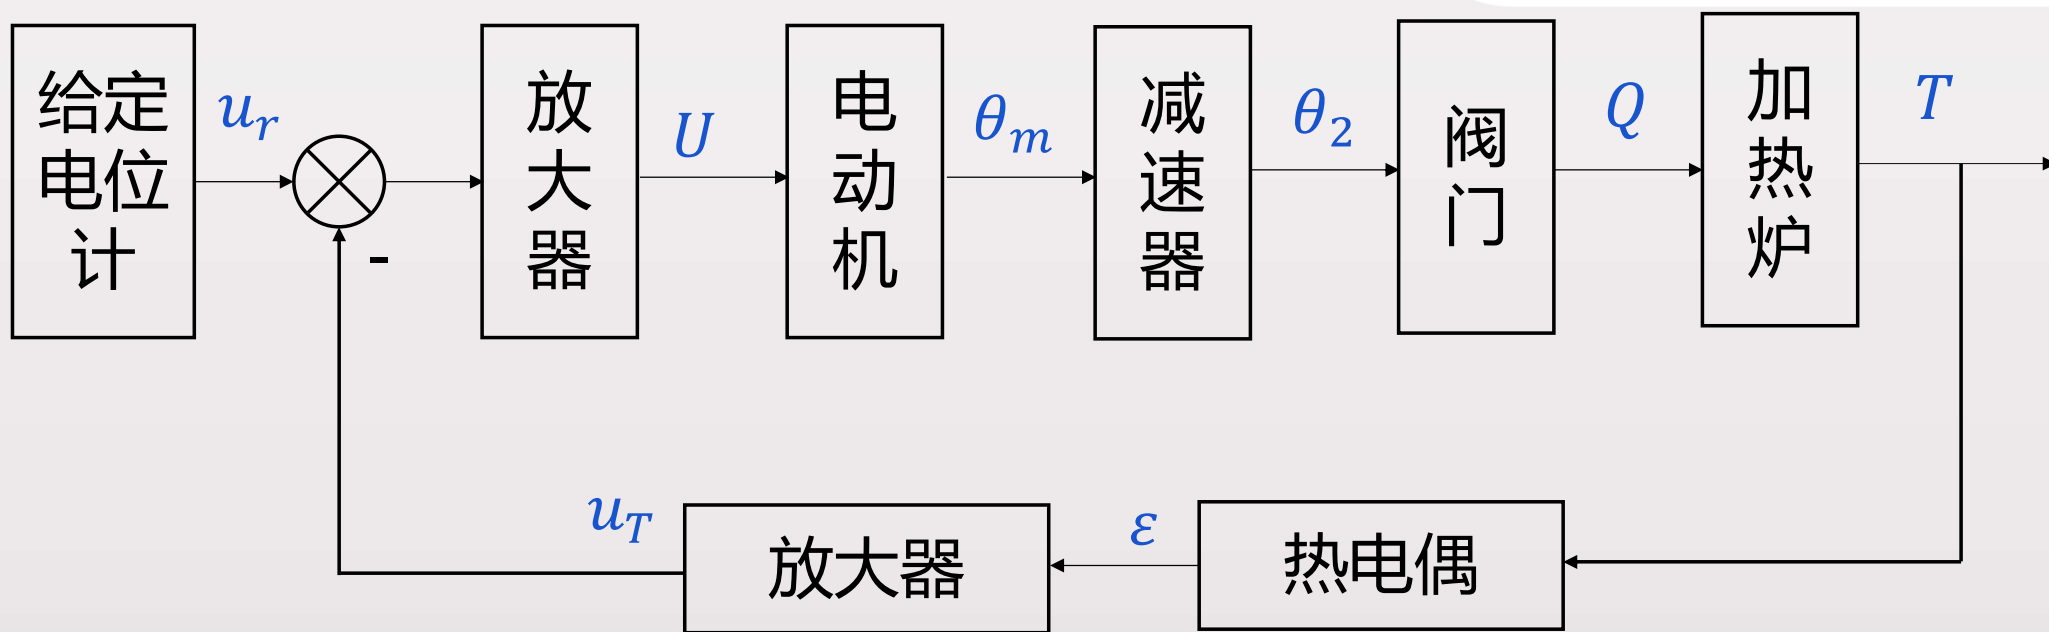 给定电位计
u_r
放大器
U
电动机
θ_m
减速器
θ_2
阀门
Q
加热炉
T
-
u_T
放大器
ε
热电偶